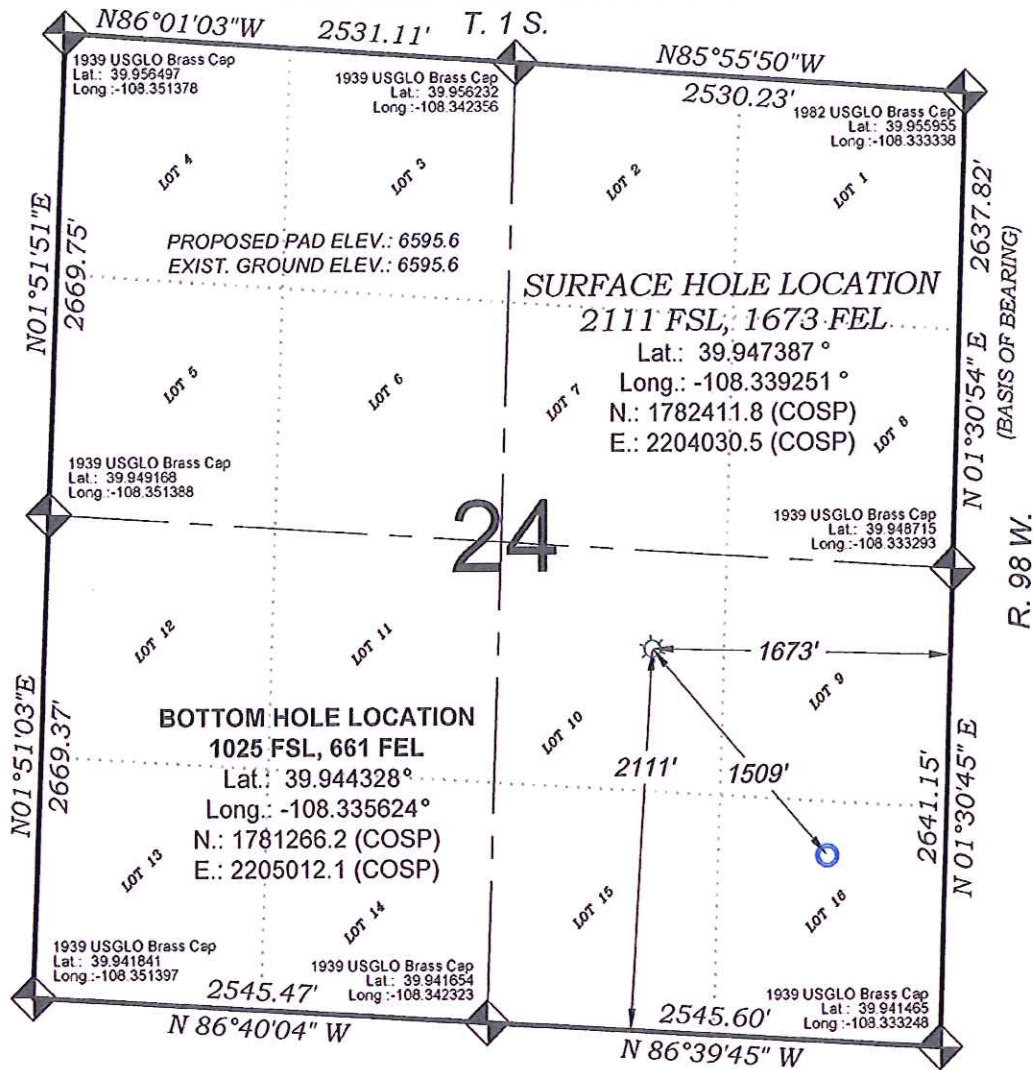 N86°01'03"W
2531.11'
T. 1 S.
N85°55'50"W
2530.23'
1939 USGLO Brass Cap
Lat.: 39.956497
Long :-108.351378
1939 USGLO Brass Cap
Lat.: 39.956232
Long :-108.342356
1982 USGLO Brass Cap
Lat.: 39.955955
Long :-108.333338
LOT 4
LOT 3
LOT 2
LOT 1
N01°51'51"E
2669.75'
2637.82'
N 01°30'54" E
(BASIS OF BEARING)
PROPOSED PAD ELEV.: 6595.6
EXIST. GROUND ELEV.: 6595.6
SURFACE HOLE LOCATION
2111 FSL, 1673 FEL
Lat.: 39.947387 °
Long.: -108.339251 °
N.: 1782411.8 (COSP)
E.: 2204030.5 (COSP)
LOT 5
LOT 6
LOT 7
LOT 8
1939 USGLO Brass Cap
Lat.: 39.949168
Long :-108.351388
24
1939 USGLO Brass Cap
Lat.: 39.948715
Long.:-108.333293
R. 98 W.
LOT 12
LOT 11
LOT 10
LOT 9
1673'
2111'
1509'
N01°51'03"E
2669.37'
2641.15'
N 01°30'45" E
BOTTOM HOLE LOCATION
1025 FSL, 661 FEL
Lat.: 39.944328°
Long.: -108.335624°
N.: 1781266.2 (COSP)
E.: 2205012.1 (COSP)
LOT 13
LOT 14
LOT 15
LOT 16
1939 USGLO Brass Cap
Lat.: 39.941841
Long.:-108.351397
1939 USGLO Brass Cap
Lat.: 39.941654
Long :-108.342323
1939 USGLO Brass Cap
Lat : 39.941465
Long :-108.333248
2545.47'
N 86°40'04" W
2545.60'
N 86°39'45" W